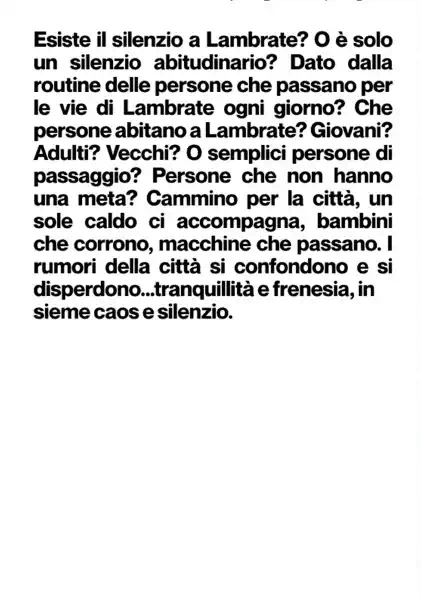 Esiste il silenzio a Lambrate? O è solo
un silenzio abitudinario? Dato dalla
routine delle persone che passano per
le vie di Lambrate ogni giorno? Che
persone abitano a Lambrate? Giovani?
Adulti? Vecchi? O semplici persone di
passaggio? Persone che non hanno
una meta? Cammino per la città, un
sole caldo ci accompagna, bambini
che corrono, macchine che passano. I
rumori della città si confondono e si
disperdono...tranquillità e frenesia, in
sieme caos e silenzio.